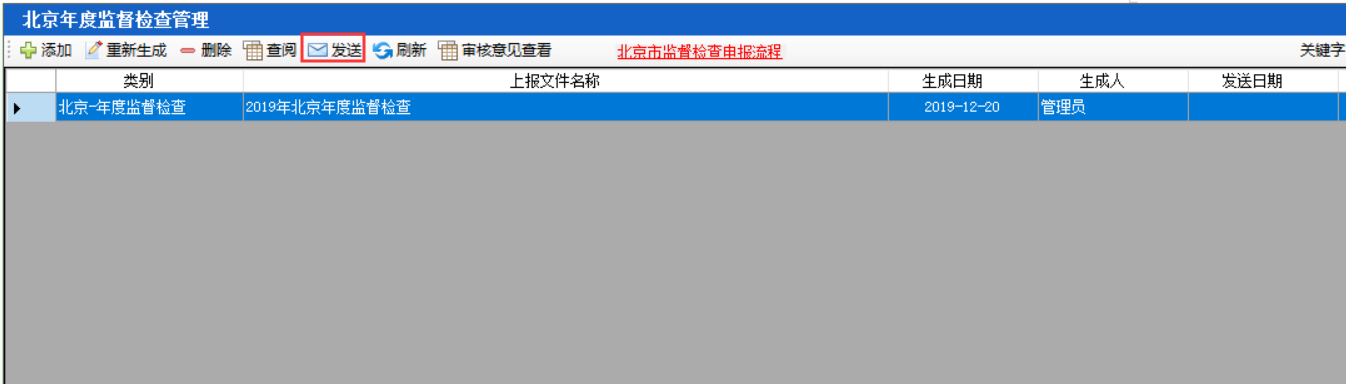 北京年度监督检查管理
添加 重新生成 删除 查阅 发送 刷新 审核意见查看 北京市监督检查申报流程 关键字
类别 上报文件名称 生成日期 生成人 发送日期
北京-年度监督检查 2019年北京年度监督检查 2019-12-20 管理员